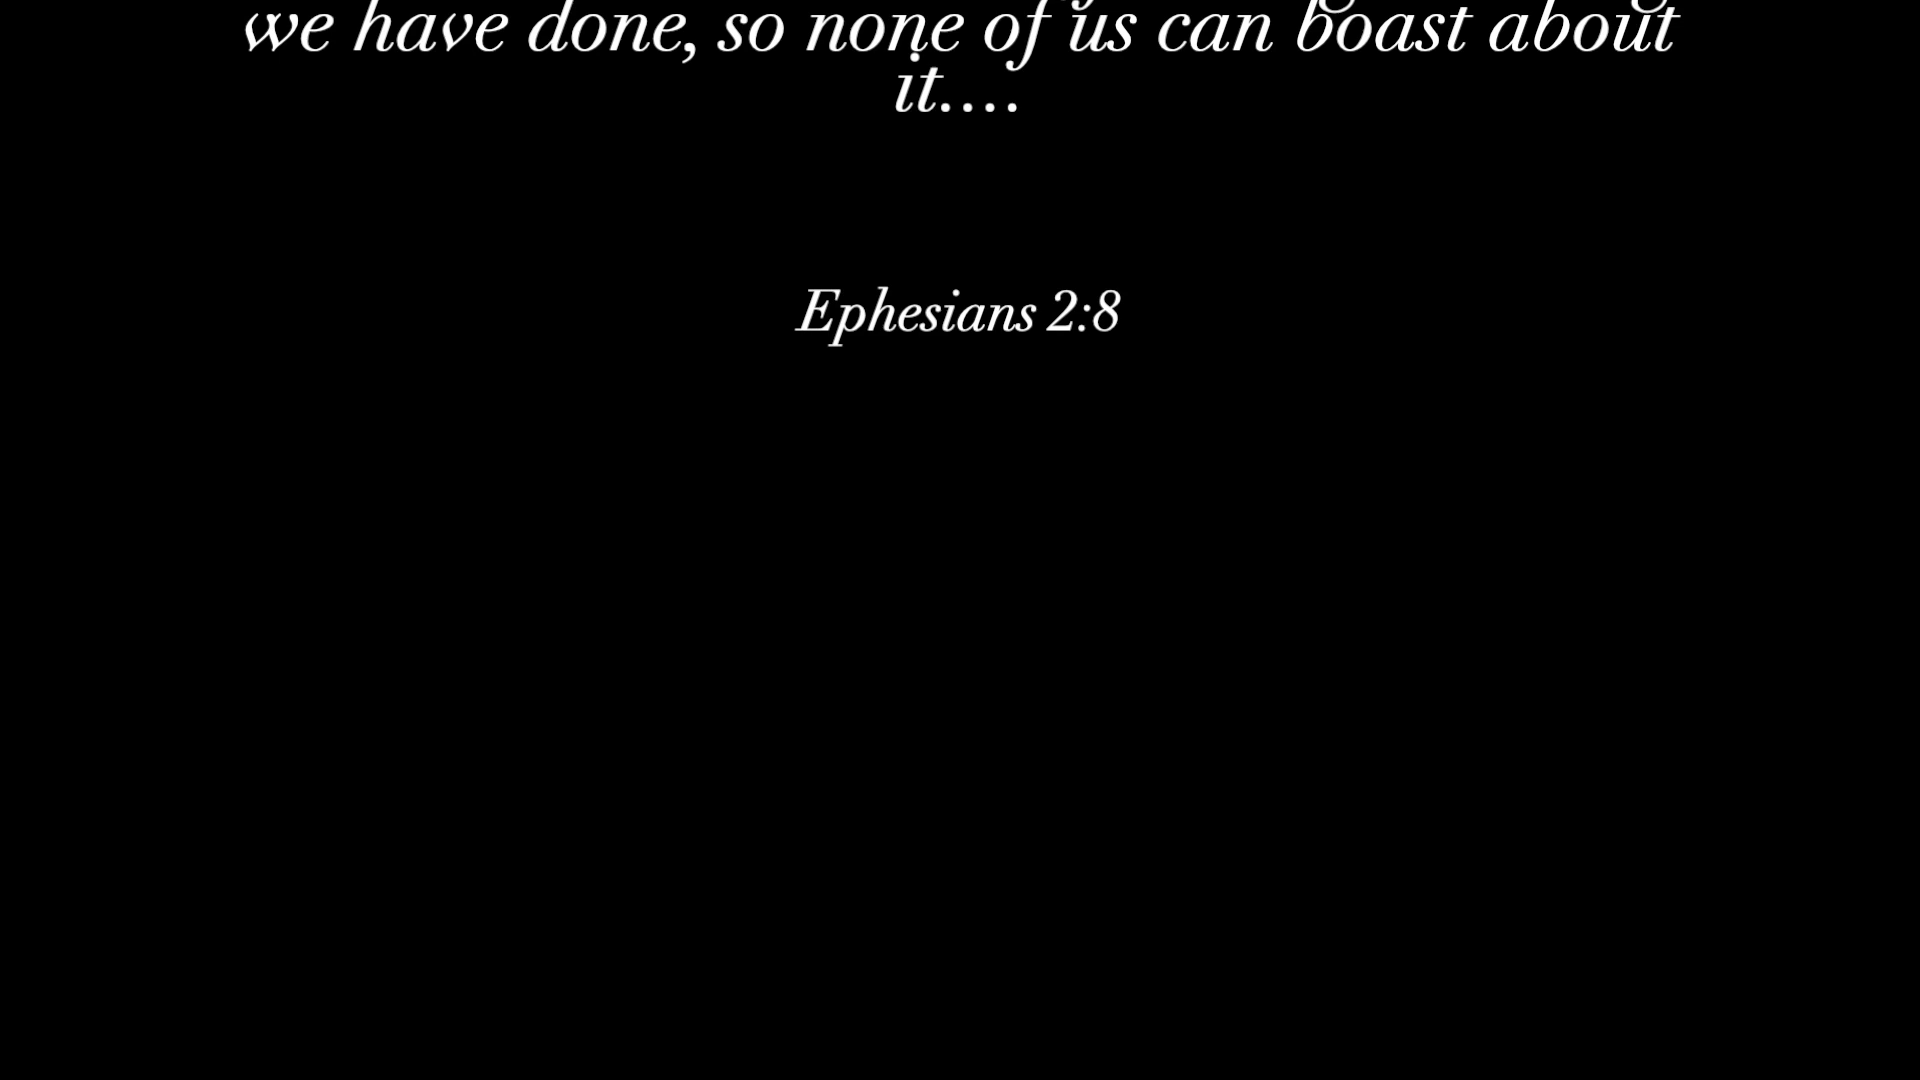 we have done, so none of us can boast about
it....
Ephesians 2:8